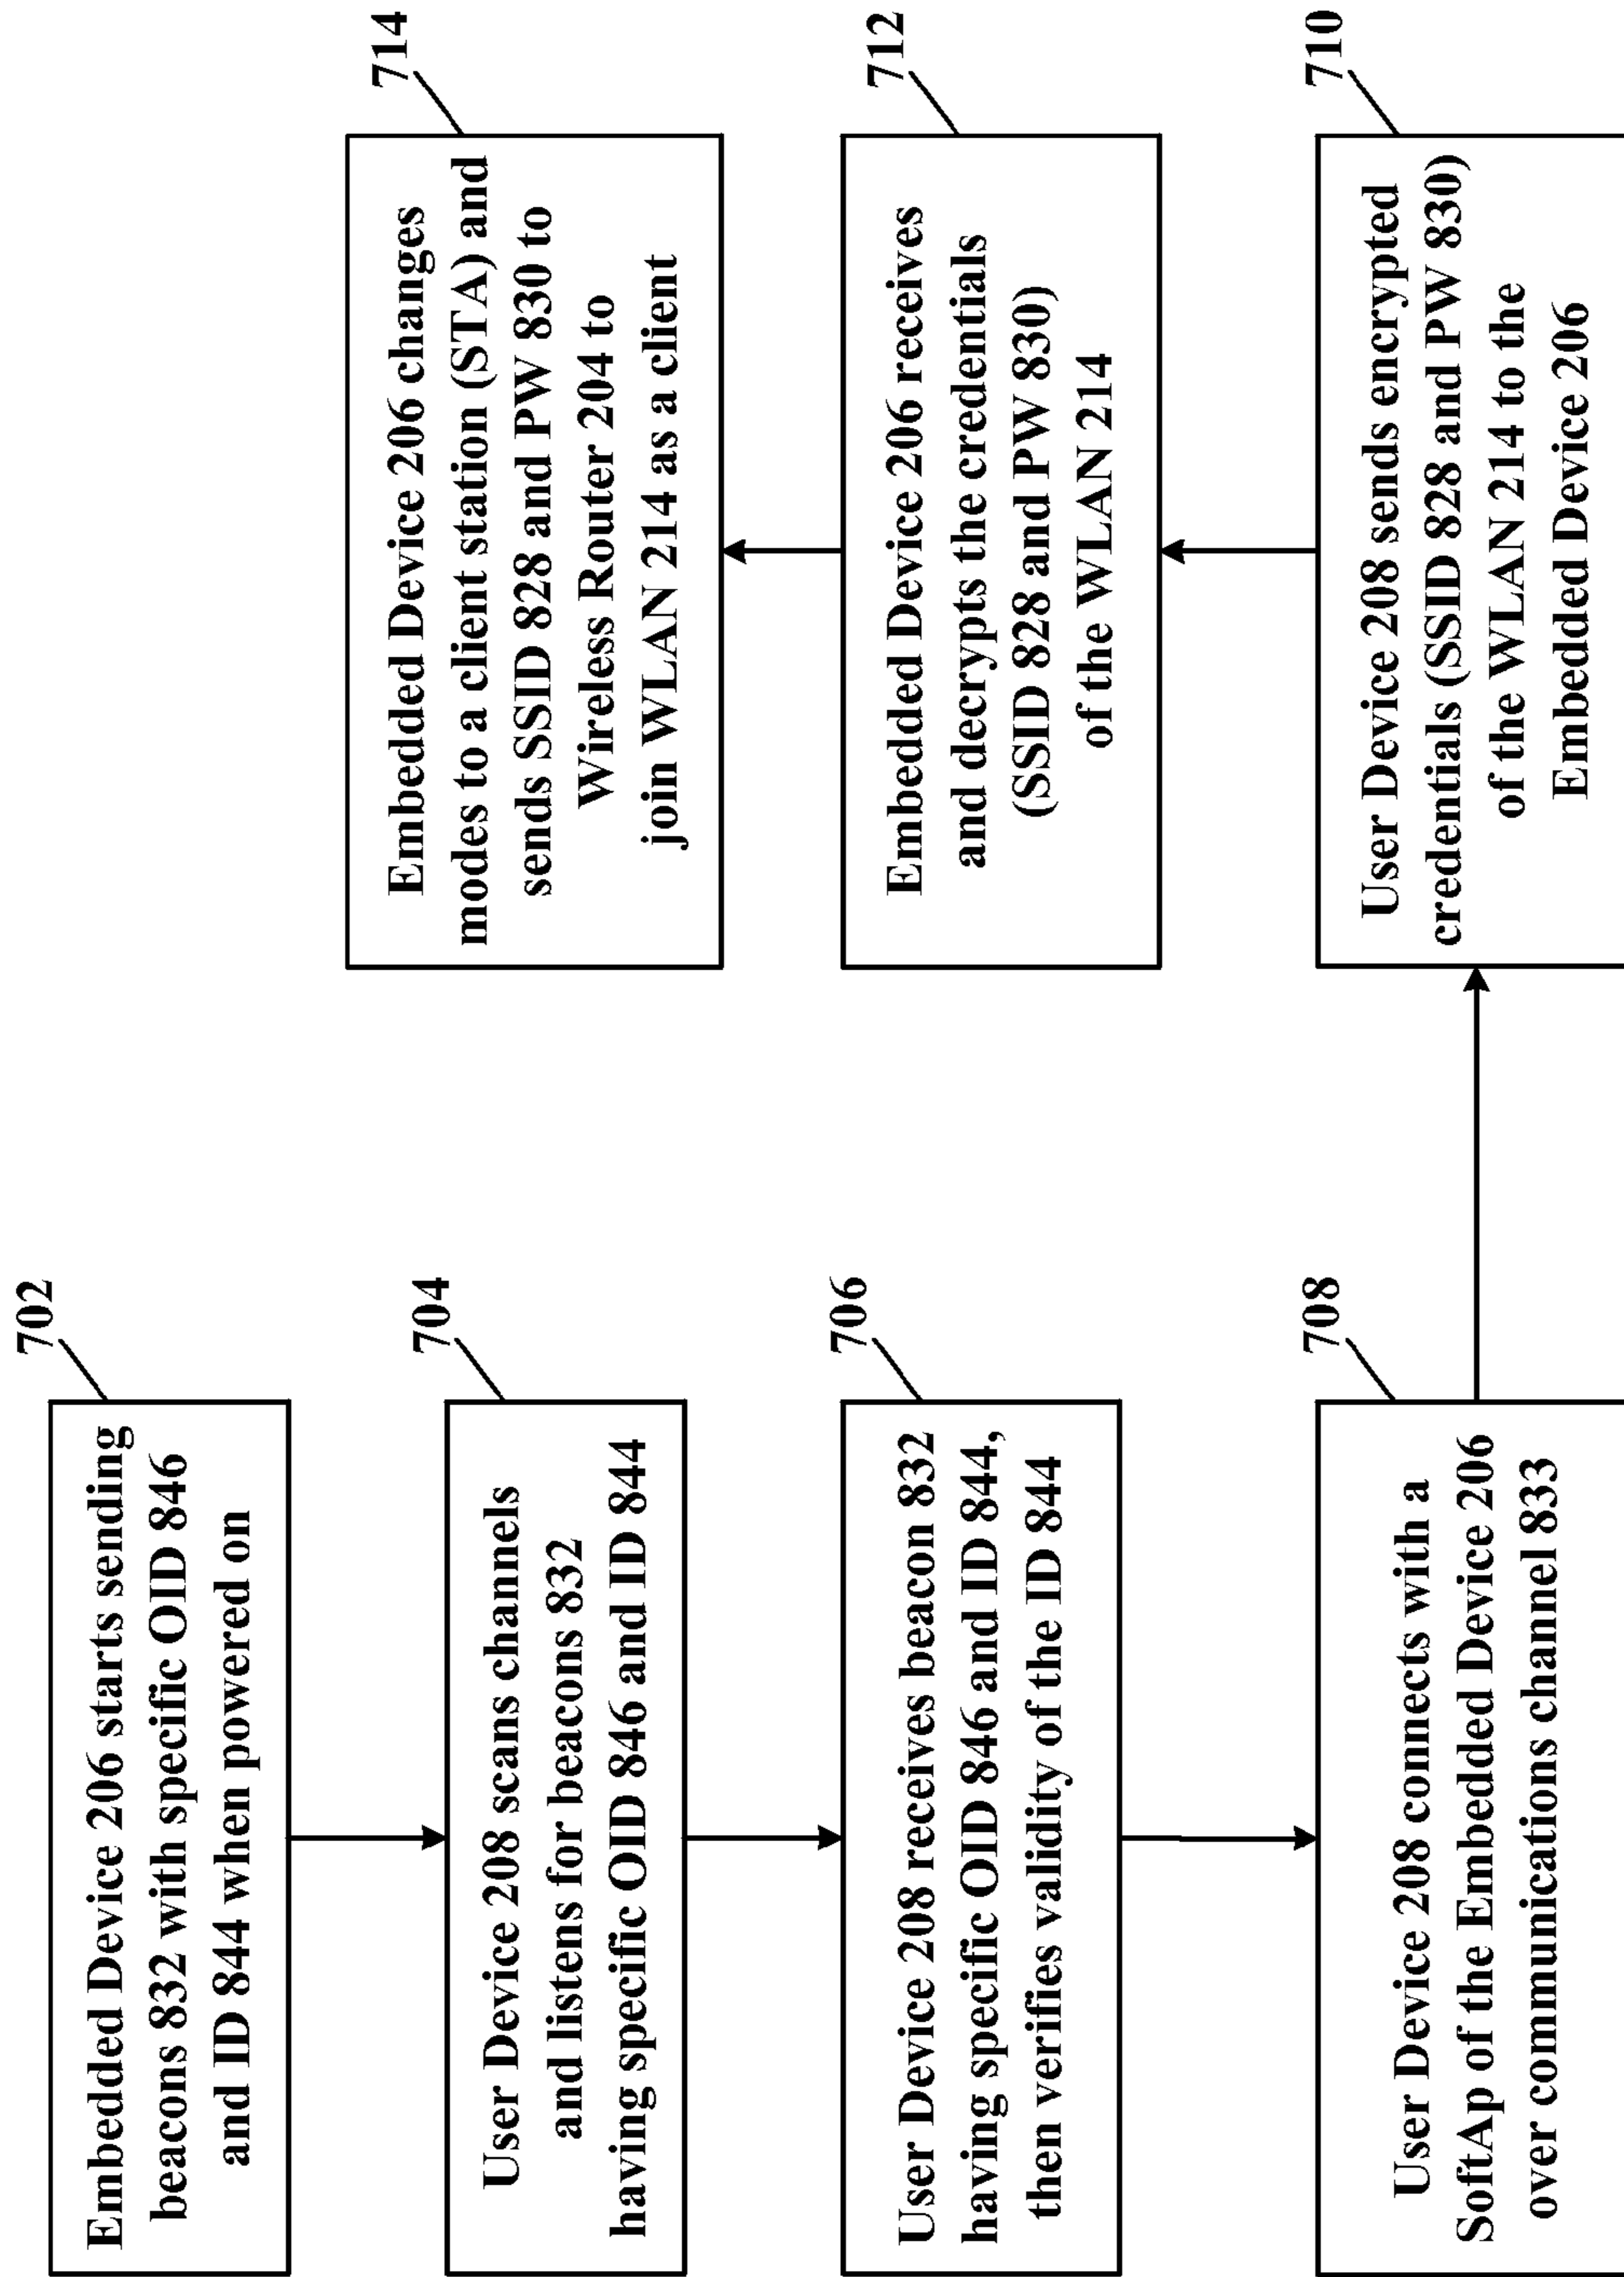 702
Embedded Device 206 starts sending
beacons 832 with specific OID 846
and ID 844 when powered on
704
User Device 208 scans channels
and listens for beacons 832
having specific OID 846 and ID 844
706
User Device 208 receives beacon 832
having specific OID 846 and ID 844,
then verifies validity of the ID 844
708
User Device 208 connects with a
SoftAp of the Embedded Device 206
over communications channel 833
710
User Device 208 sends encrypted
credentials (SSID 828 and PW 830)
of the WLAN 214 to the
Embedded Device 206
712
Embedded Device 206 receives
and decrypts the credentials
(SSID 828 and PW 830)
of the WLAN 214
714
Embedded Device 206 changes
modes to a client station (STA) and
sends SSID 828 and PW 830 to
Wireless Router 204 to
join WLAN 214 as a client